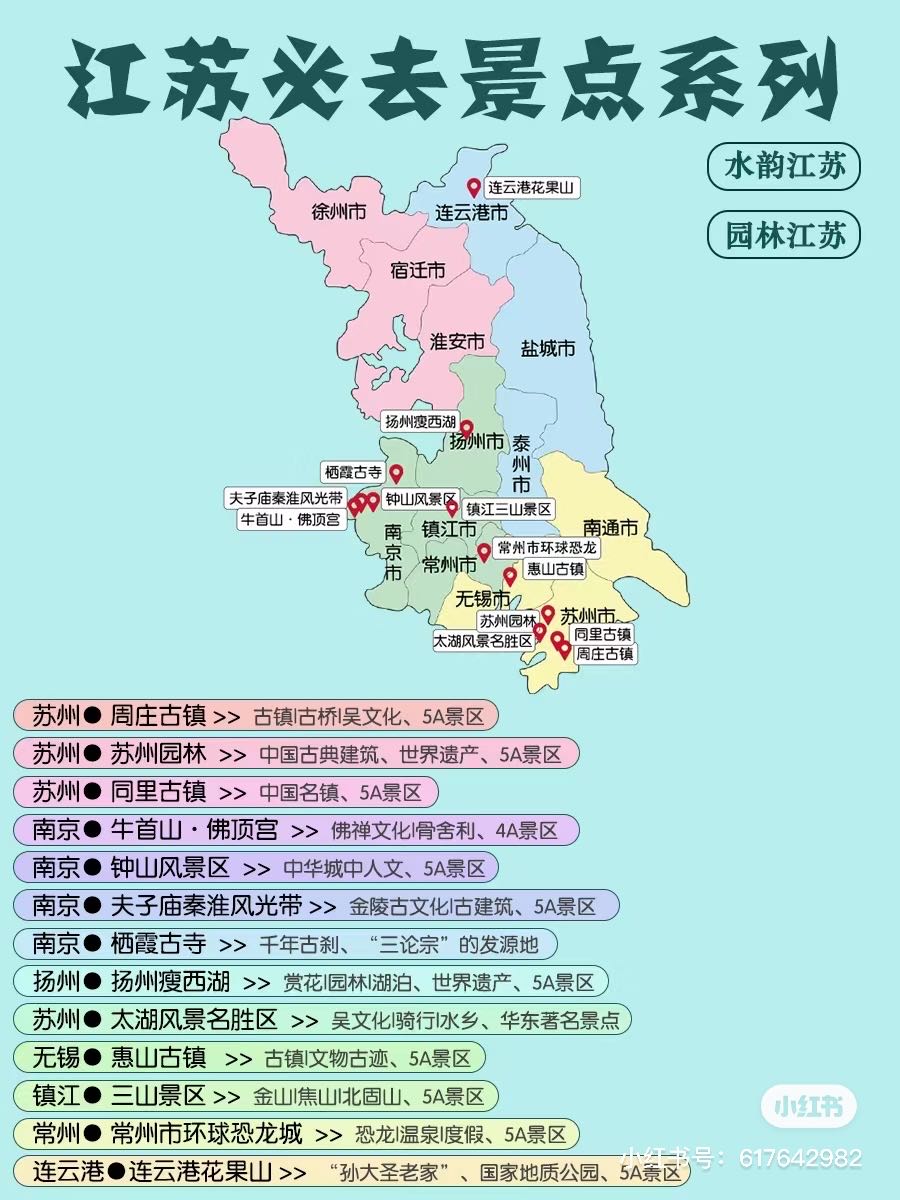 江苏必去景点系列
水韵江苏
园林江苏
连云港花果山
徐州市
连云港市
宿迁市
淮安市
盐城市
扬州瘦西湖
扬州市
泰州市
栖霞古寺
夫子庙秦淮风光带
钟山风景区
牛首山·佛顶宫
镇江三山景区
南京市
镇江市
南通市
常州市环球恐龙
常州市
惠山古镇
无锡市
苏州园林
苏州市
太湖风景名胜区
同里古镇
周庄古镇
苏州●周庄古镇>> 古镇|古桥|吴文化、5A景区
苏州●苏州园林 >> 中国古典建筑、世界遗产、5A景区
苏州●同里古镇 >> 中国名镇、5A景区
南京●牛首山·佛顶宫 >> 佛禅文化|骨舍利、4A景区
南京●钟山风景区 >> 中华城中人文、5A景区
南京●夫子庙秦淮风光带>> 金陵古文化|古建筑、5A景区
南京●栖霞古寺 >> 千年古刹、“三论宗”的发源地
扬州●扬州瘦西湖 >> 赏花|园林|湖泊、世界遗产、5A景区
苏州●太湖风景名胜区 >> 吴文化|骑行|水乡、华东著名景点
无锡●惠山古镇 >> 古镇|文物古迹、5A景区
镇江●三山景区>> 金山|焦山|北固山、5A景区
常州●常州市环球恐龙城 >> 恐龙|温泉|度假、5A景区
连云港●连云港花果山>> “孙大圣老家”、国家地质公园、5A景区
小红书
小红书号：617642982